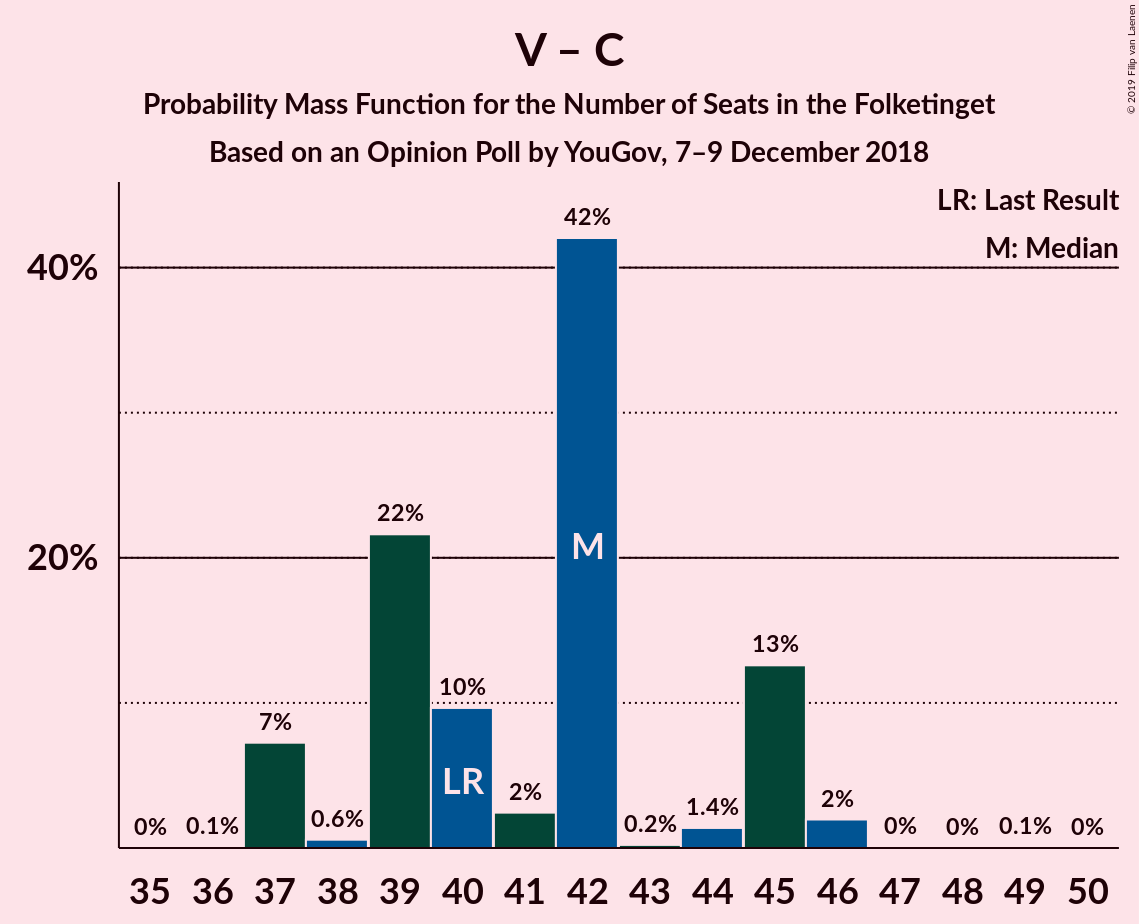 V – C
Probability Mass Function for the Number of Seats in the Folketinget
Based on an Opinion Poll by YouGov, 7–9 December 2018
© 2019 Filip van Laenen
LR: Last Result
M: Median
40%
20%
0%
0.1%
7%
0.6%
22%
10%
2%
42%
0.2%
1.4%
13%
2%
0%
0%
0.1%
0%
LR
M
35 36 37 38 39 40 41 42 43 44 45 46 47 48 49 50